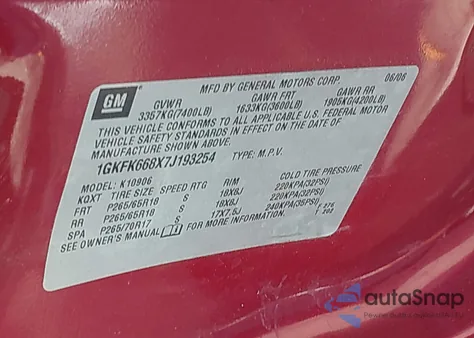 GM
MFD BY GENERAL MOTORS CORP. 06/06
GVWR GAWR FRT GAWR RR
3357KG(7400LB) 1633KG(3600LB) 1905KG(4200LB)
THIS VEHICLE CONFORMS TO ALL APPLICABLE U.S. FEDERAL MOTOR
VEHICLE SAFETY STANDARDS IN EFFECT ON THE DATE OF
MANUFACTURE SHOWN ABOVE.
1GKFK668X7J193254 TYPE: M.P.V.
MODEL: K10906
KQXT TIRE SIZE SPEED RTG RIM COLD TIRE PRESSURE
FRT P265/65R18 S 18X8J 220KPA(32PSI)
RR P265/65R18 S 18X8J 220KPA(32PSI)
SPA P265/70R17 S 17X7.5J 240KPA(35PSI)
SEE OWNER'S MANUAL FOR MORE INFORMATION.
autoSnap